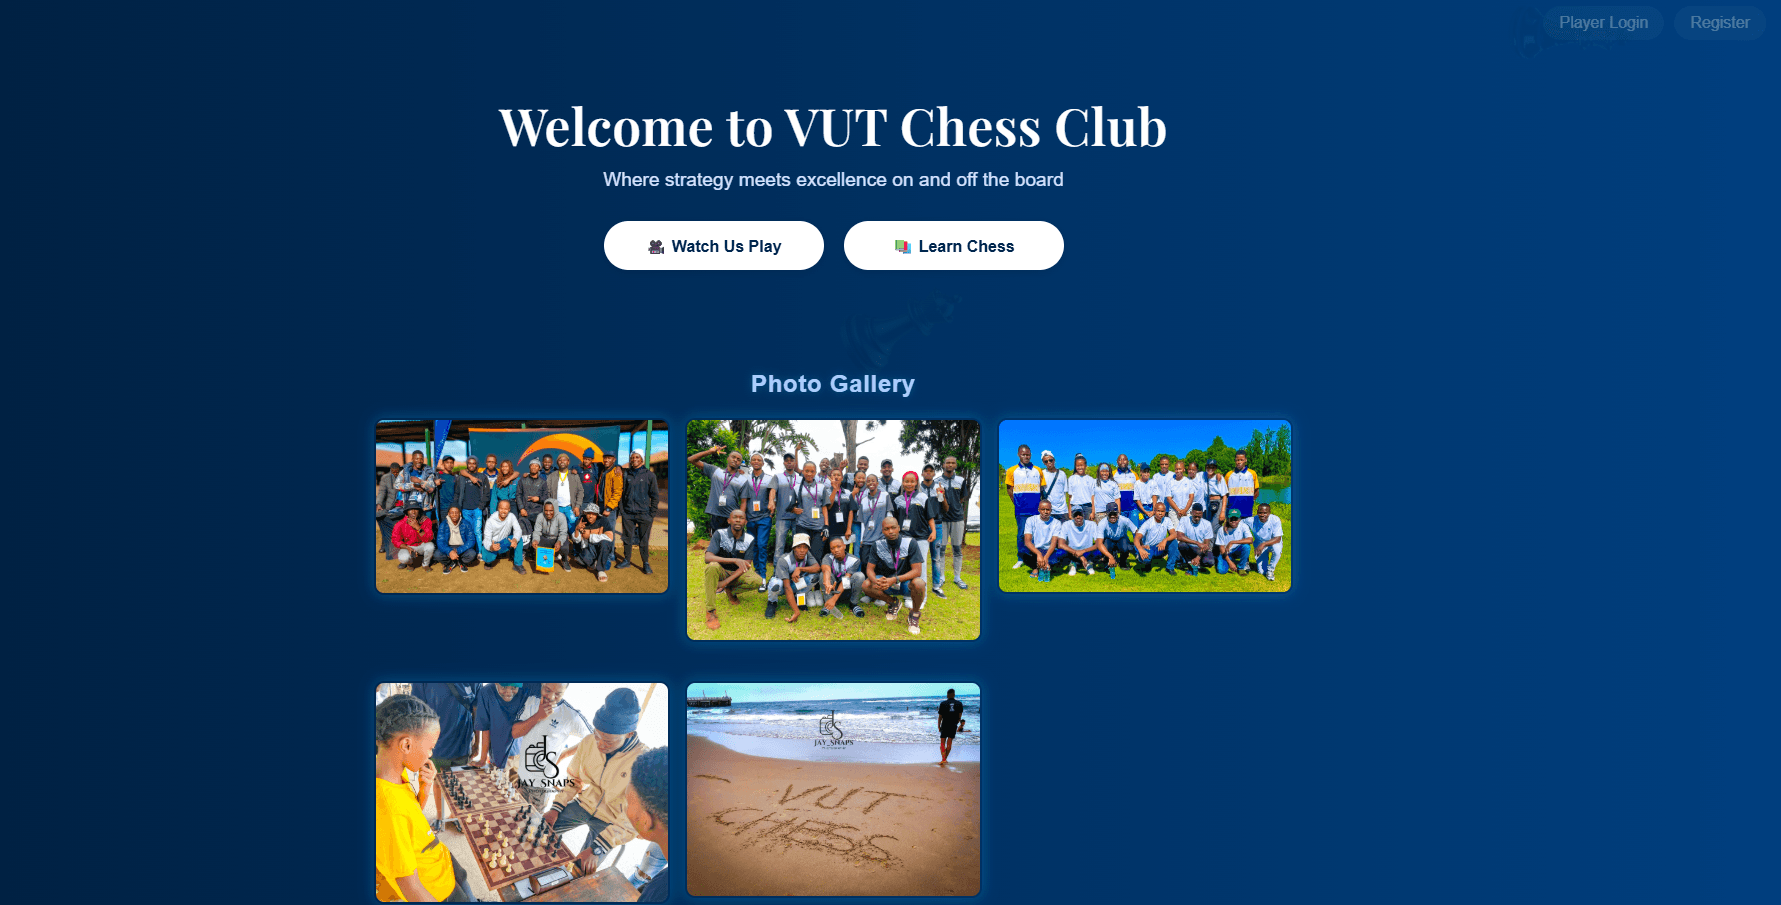 Player Login
Register
Welcome to VUT Chess Club
Where strategy meets excellence on and off the board
Watch Us Play
Learn Chess
Photo Gallery
JAY SNAPS
JAY SNAPS
VUT
CHESS